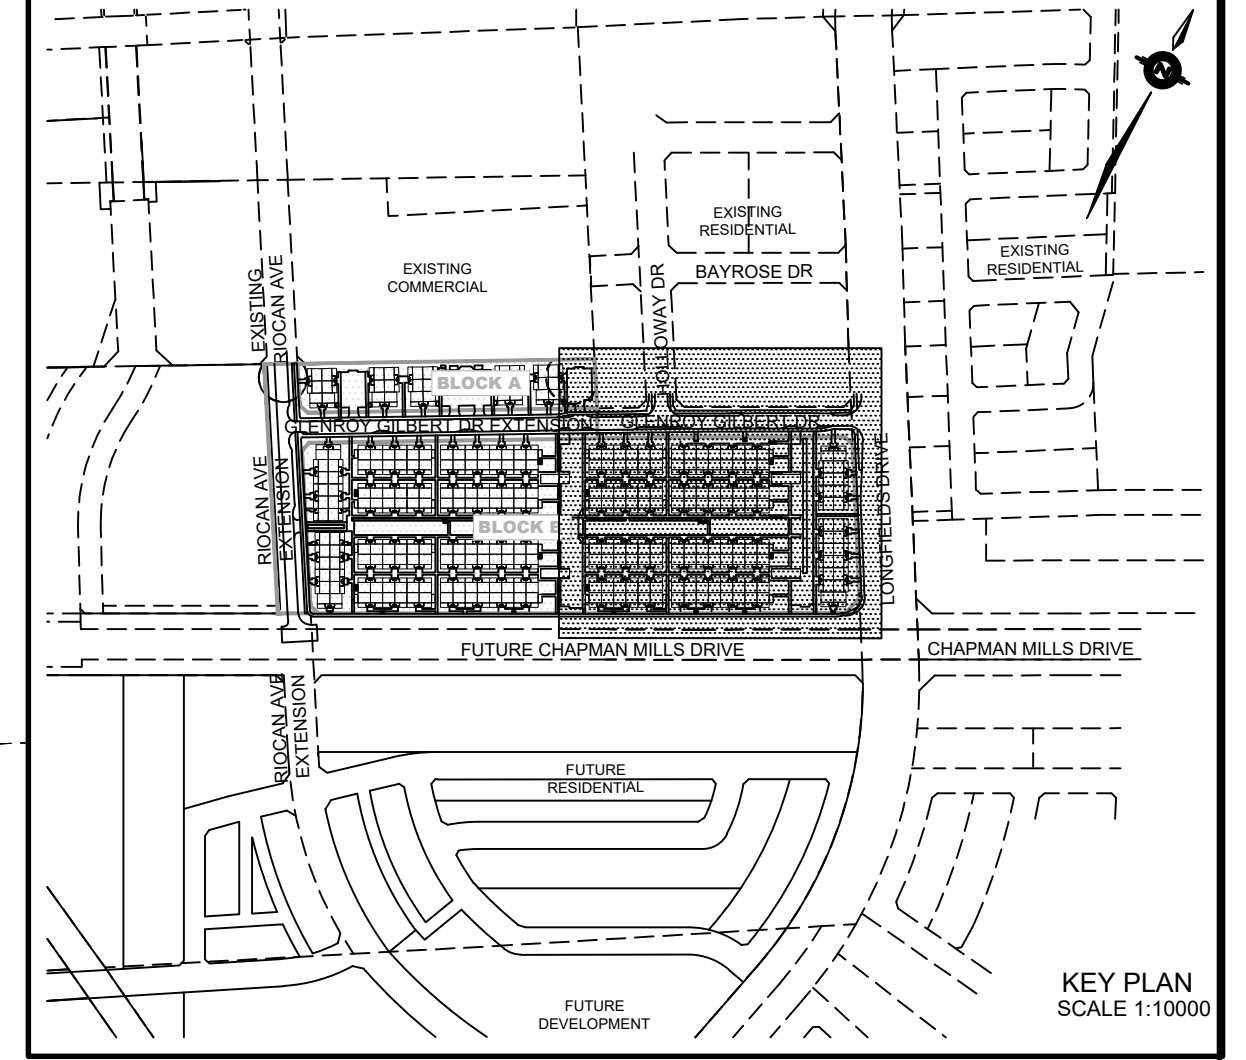 N
EXISTING
RESIDENTIAL
EXISTING
RESIDENTIAL
EXISTING
COMMERCIAL
BAYROSE DR
EXISTING
RIOCAN AVE
HOLLOWAY DR
BLOCK A
GLENROY GILBERT DR EXTENSION
GLENROY GILBERT DR
RIOCAN AVE
EXTENSION
BLOCK B
LONGFIELDS DRIVE
FUTURE CHAPMAN MILLS DRIVE
CHAPMAN MILLS DRIVE
RIOCAN AVE
EXTENSION
FUTURE
RESIDENTIAL
KEY PLAN
SCALE 1:10000
FUTURE
DEVELOPMENT